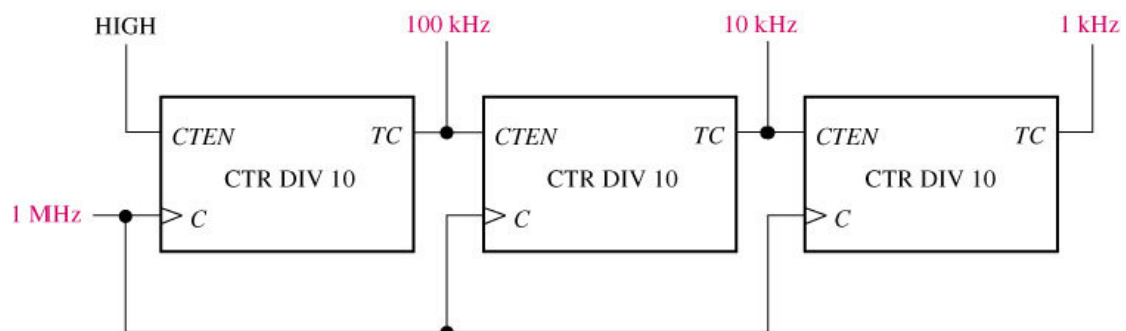 HIGH
100 kHz
10 kHz
1 kHz
CTEN
TC
CTEN
TC
CTEN
TC
CTR DIV 10
CTR DIV 10
CTR DIV 10
1 MHz
C
C
C